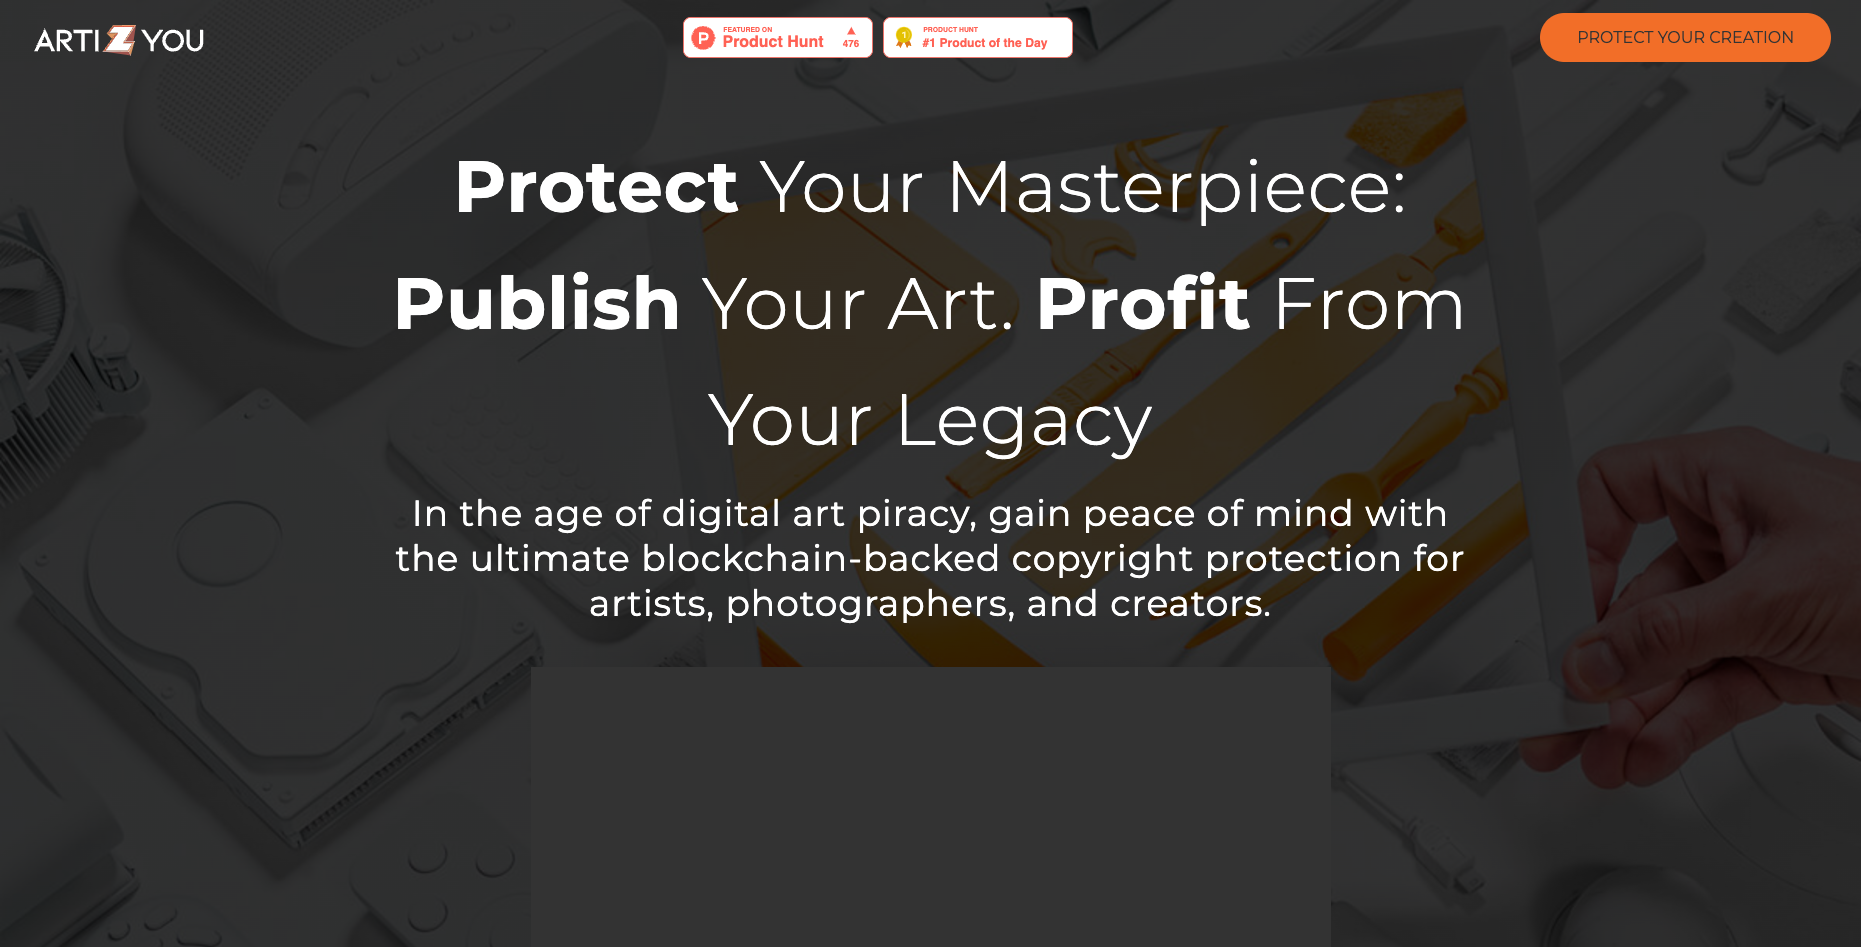 ARTIZYOU
FEATURED ON
Product Hunt
476
1
PRODUCT HUNT
#1 Product of the Day
PROTECT YOUR CREATION
Protect Your Masterpiece:
Publish Your Art. Profit From
Your Legacy
In the age of digital art piracy, gain peace of mind with
the ultimate blockchain-backed copyright protection for
artists, photographers, and creators.